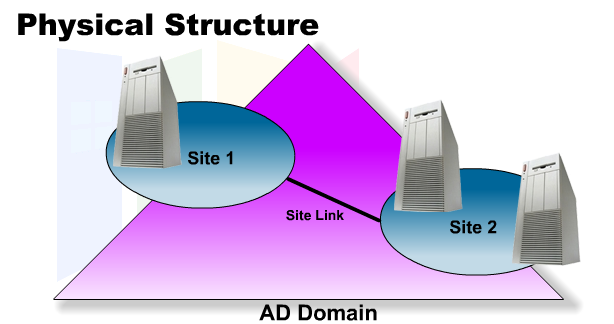 Physical Structure
Site 1
Site Link
Site 2
AD Domain